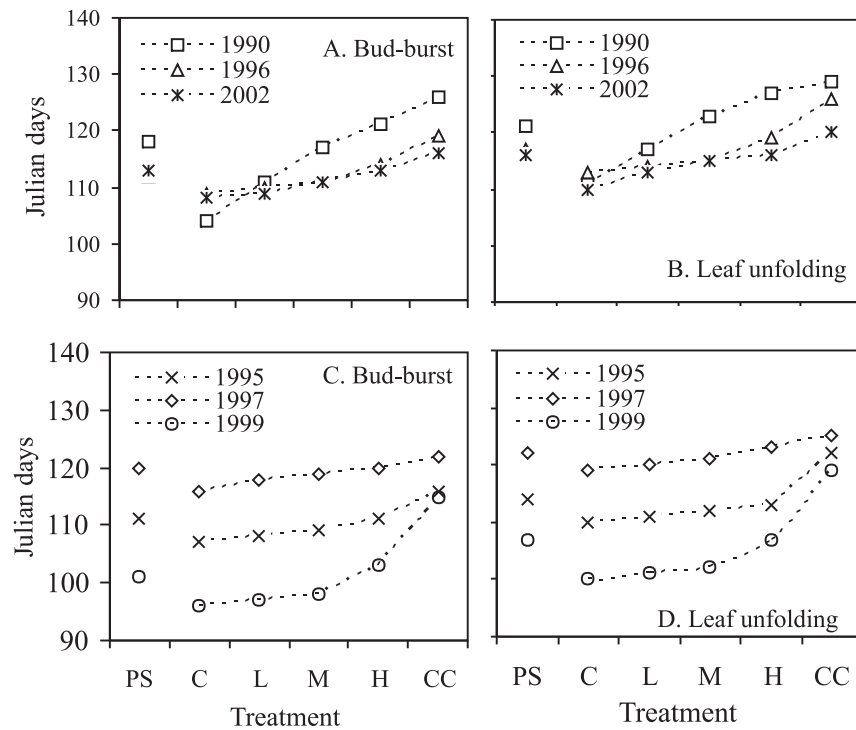 140
130
120
110
100
90
Julian days
1990
1996
2002
A. Bud-burst
1990
1996
2002
B. Leaf unfolding
140
130
120
110
100
90
Julian days
1995
1997
1999
C. Bud-burst
1995
1997
1999
D. Leaf unfolding
PS C L M H CC
Treatment
PS C L M H CC
Treatment